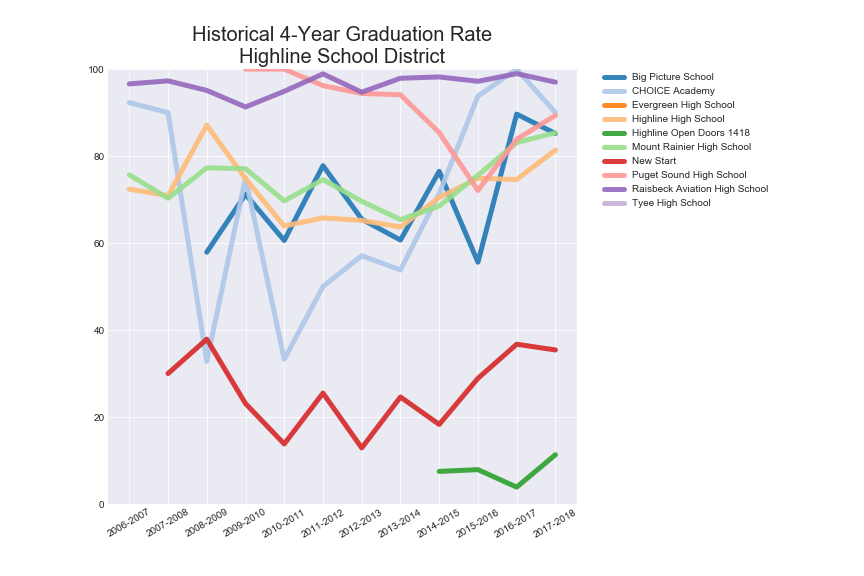 Historical 4-Year Graduation Rate
Highline School District
100
80
60
40
20
0
2006-2007
2007-2008
2008-2009
2009-2010
2010-2011
2011-2012
2012-2013
2013-2014
2014-2015
2015-2016
2016-2017
2017-2018
Big Picture School
CHOICE Academy
Evergreen High School
Highline High School
Highline Open Doors 1418
Mount Rainier High School
New Start
Puget Sound High School
Raisbeck Aviation High School
Tyee High School